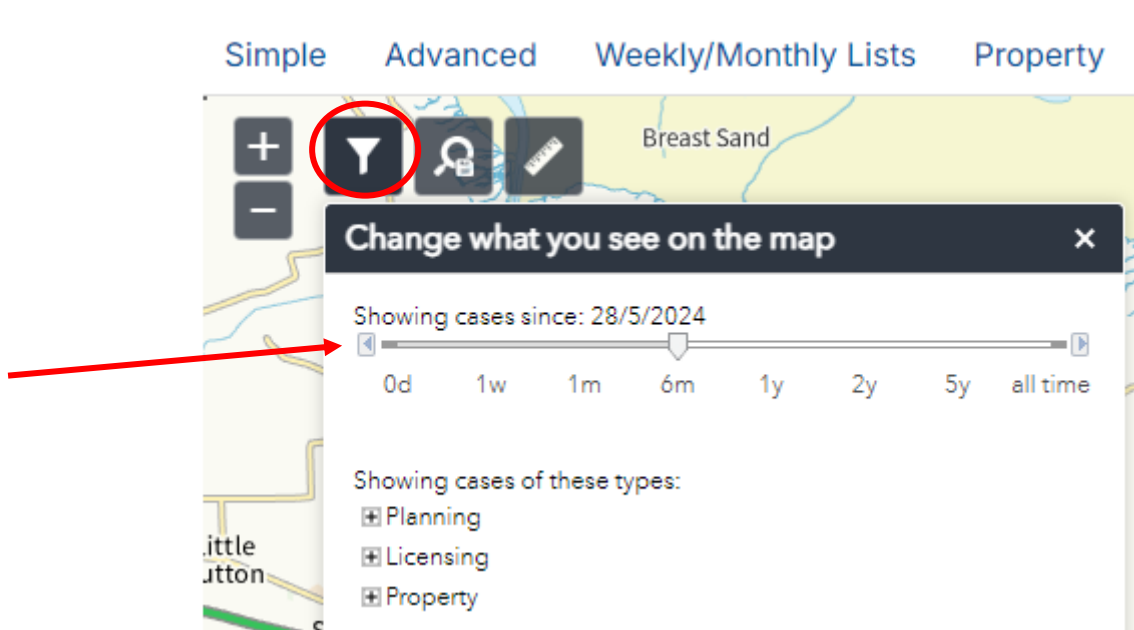 Simple Advanced Weekly/Monthly Lists Property
+
Breast Sand
−
Change what you see on the map ×
Showing cases since: 28/5/2024
0d 1w 1m 6m 1y 2y 5y all time
Showing cases of these types:
Planning
Licensing
Property